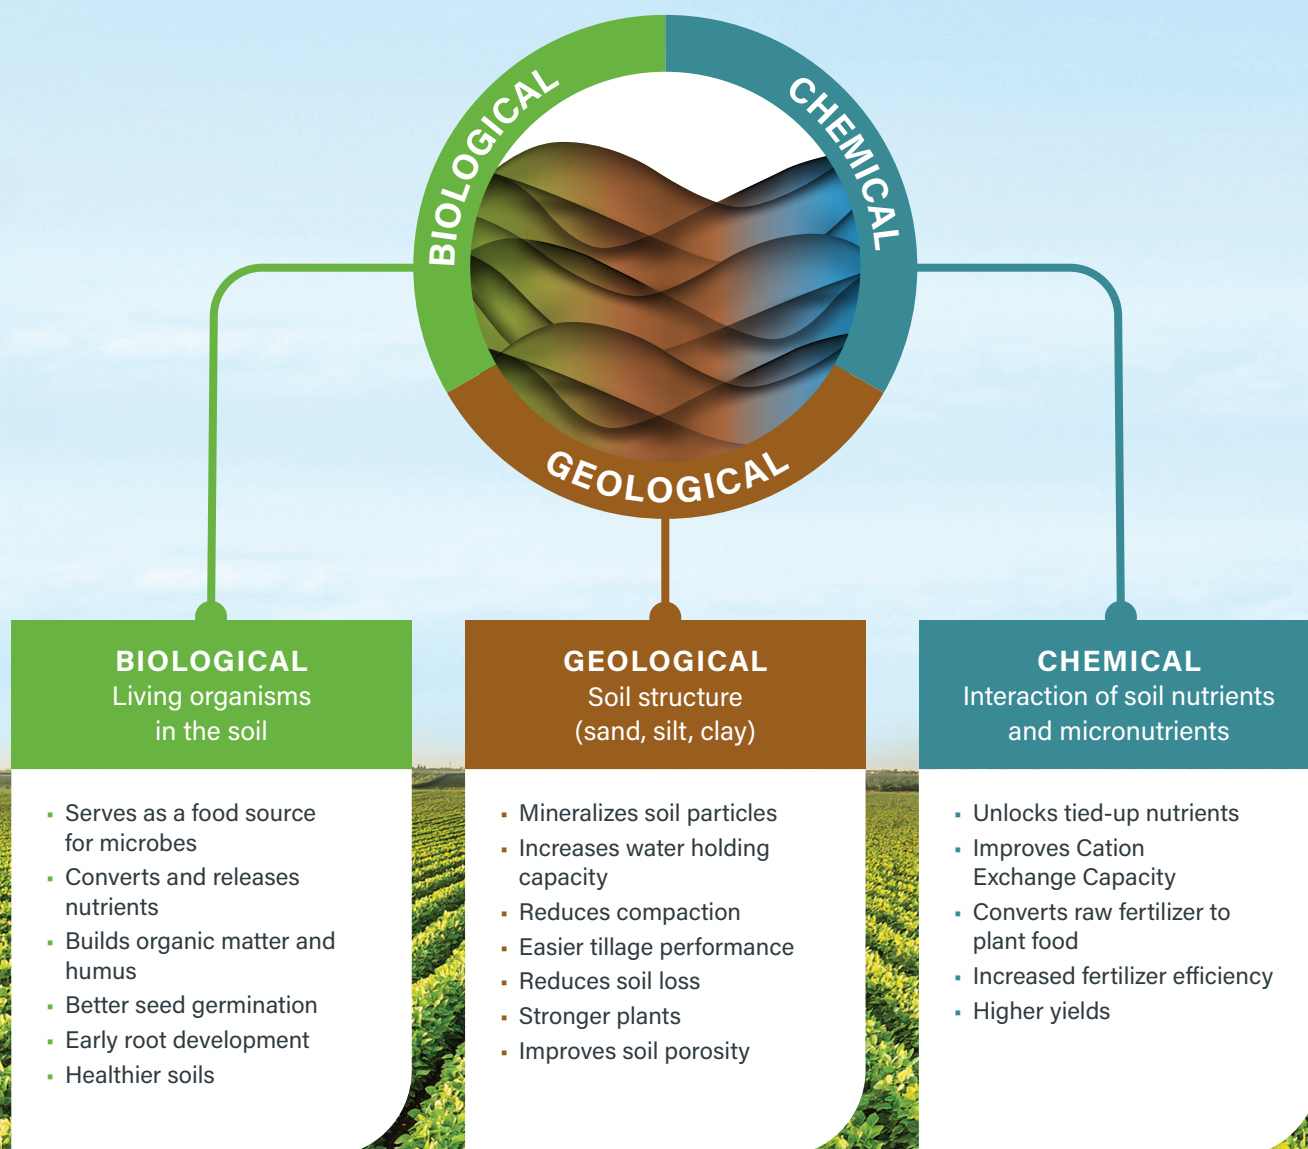 BIOLOGICAL
CHEMICAL
GEOLOGICAL
BIOLOGICAL
Living organisms
in the soil
Serves as a food source
for microbes
Converts and releases
nutrients
Builds organic matter and
humus
Better seed germination
Early root development
Healthier soils
GEOLOGICAL
Soil structure
(sand, silt, clay)
Mineralizes soil particles
Increases water holding
capacity
Reduces compaction
Easier tillage performance
Reduces soil loss
Stronger plants
Improves soil porosity
CHEMICAL
Interaction of soil nutrients
and micronutrients
Unlocks tied-up nutrients
Improves Cation
Exchange Capacity
Converts raw fertilizer to
plant food
Increased fertilizer efficiency
Higher yields